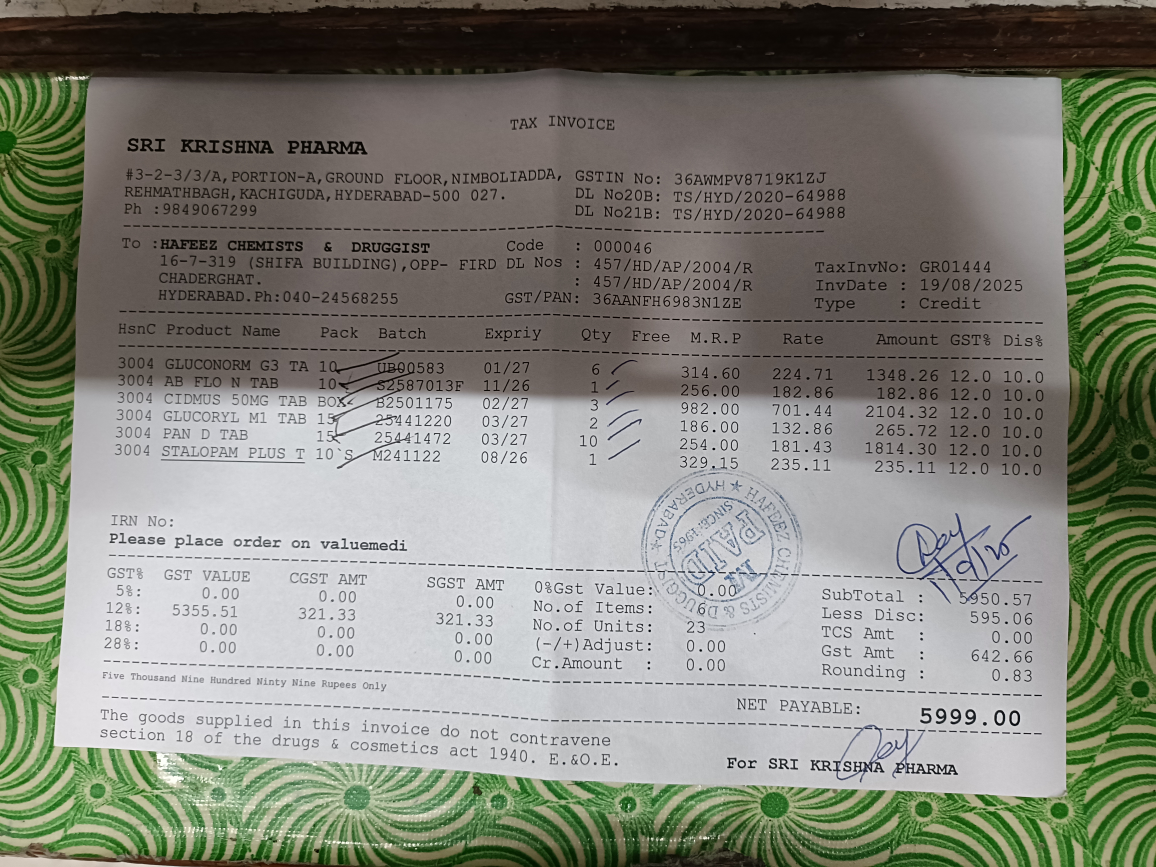 TAX INVOICE
SRI KRISHNA PHARMA
#3-2-3/3/A,PORTION-A,GROUND FLOOR,NIMBOLIADDA, GSTIN No: 36AWMPV8719K1ZJ
REHMATHBAGH,KACHIGUDA,HYDERABAD-500 027. DL No20B: TS/HYD/2020-64988
Ph :9849067299 DL No21B: TS/HYD/2020-64988
To :HAFEEZ CHEMISTS & DRUGGIST Code : 000046
16-7-319 (SHIFA BUILDING),OPP- FIRD DL Nos : 457/HD/AP/2004/R TaxInvNo: GR01444
CHADERGHAT. : 457/HD/AP/2004/R InvDate : 19/08/2025
HYDERABAD.Ph:040-24568255 GST/PAN: 36AANFH6983N1ZE Type : Credit
HsnC Product Name Pack Batch Expriy Qty Free M.R.P Rate Amount GST% Dis%
3004 GLUCONORM G3 TA 10 UB00583 01/27 6 314.60 224.71 1348.26 12.0 10.0
3004 AB FLO N TAB 10 S2587013F 11/26 1 256.00 182.86 182.86 12.0 10.0
3004 CIDMUS 50MG TAB BOX B2501175 02/27 3 982.00 701.44 2104.32 12.0 10.0
3004 GLUCORYL M1 TAB 15 25441220 03/27 2 186.00 132.86 265.72 12.0 10.0
3004 PAN D TAB 15 25441472 03/27 10 254.00 181.43 1814.30 12.0 10.0
3004 STALOPAM PLUS T 10`S M241122 08/26 1 329.15 235.11 235.11 12.0 10.0
HAFEEZ CHEMISTS & DRUGGIST ★ HYDERABAD ★
SINCE:1963
PAID
IRN No:
Please place order on valuemedi
GST% GST VALUE CGST AMT SGST AMT 0%Gst Value: 0.00 SubTotal : 5950.57
5%: 0.00 0.00 0.00 No.of Items: 6 Less Disc: 595.06
12%: 5355.51 321.33 321.33 No.of Units: 23 TCS Amt : 0.00
18%: 0.00 0.00 0.00 (-/+)Adjust: 0.00 Gst Amt : 642.66
28%: 0.00 0.00 0.00 Cr.Amount : 0.00 Rounding : 0.83
Five Thousand Nine Hundred Ninty Nine Rupees Only
NET PAYABLE: 5999.00
The goods supplied in this invoice do not contravene
section 18 of the drugs & cosmetics act 1940. E.&O.E.
For SRI KRISHNA PHARMA